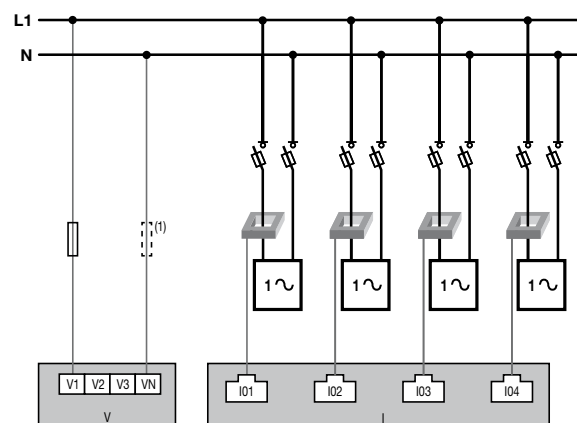 L1
N
(1)
1∿ 1∿ 1∿ 1∿
V1 V2 V3 VN
I01 I02 I03 I04
V I